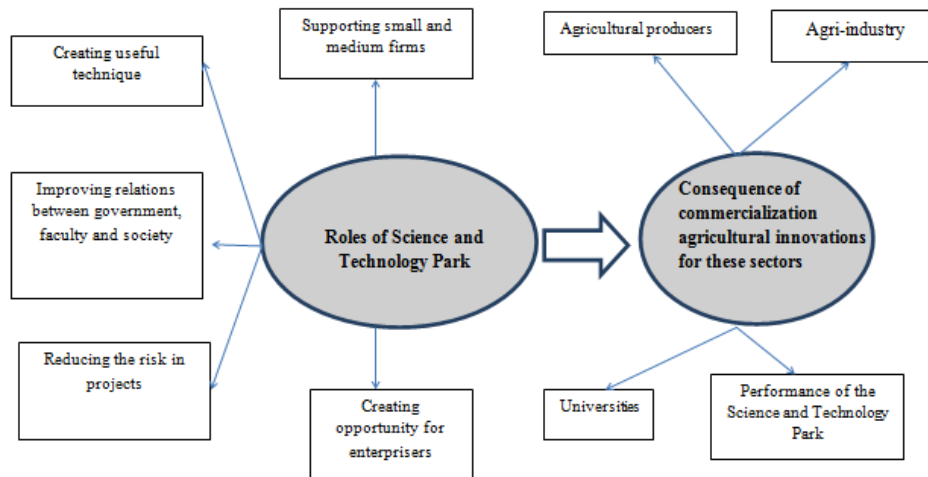 Supporting small and
medium firms
Agricultural producers
Agri-industry
Creating useful
technique
Improving relations
between government,
faculty and society
Roles of Science and
Technology Park
Consequence of
commercialization
agricultural innovations
for these sectors
Reducing the risk in
projects
Creating
opportunity for
enterprisers
Universities
Performance of the
Science and Technology
Park